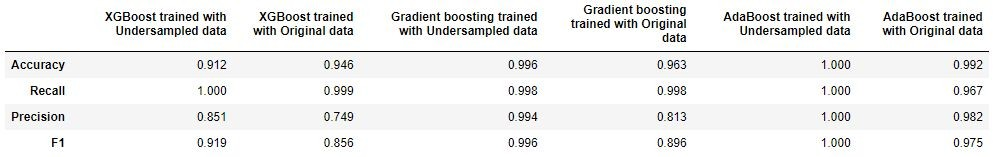 XGBoost trained with Undersampled data XGBoost trained with Original data Gradient boosting trained with Undersampled data Gradient boosting trained with Original data AdaBoost trained with Undersampled data AdaBoost trained with Original data
Accuracy 0.912 0.946 0.996 0.963 1.000 0.992
Recall 1.000 0.999 0.998 0.998 1.000 0.967
Precision 0.851 0.749 0.994 0.813 1.000 0.982
F1 0.919 0.856 0.996 0.896 1.000 0.975